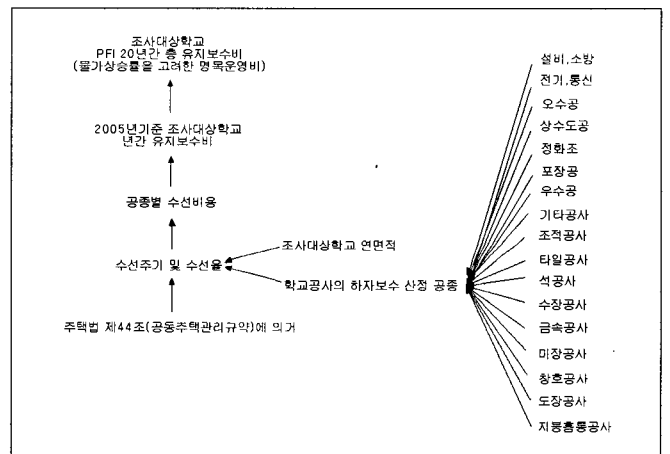 조사대상학교
PFI 20년간 총 유지보수비
(물가상승률을 고려한 명목운영비)
2005년기준 조사대상학교
년간 유지보수비
공종별 수선비용
수선주기 및 수선율
조사대상학교 연면적
학교공사의 하자보수 산정 공종
주택법 제44조(공동주택관리규약)에 의거
설비,소방
전기,통신
오수공
상수도공
정화조
포장공
우수공
기타공사
조적공사
타일공사
석공사
수장공사
금속공사
미장공사
창호공사
도장공사
지붕홈통공사